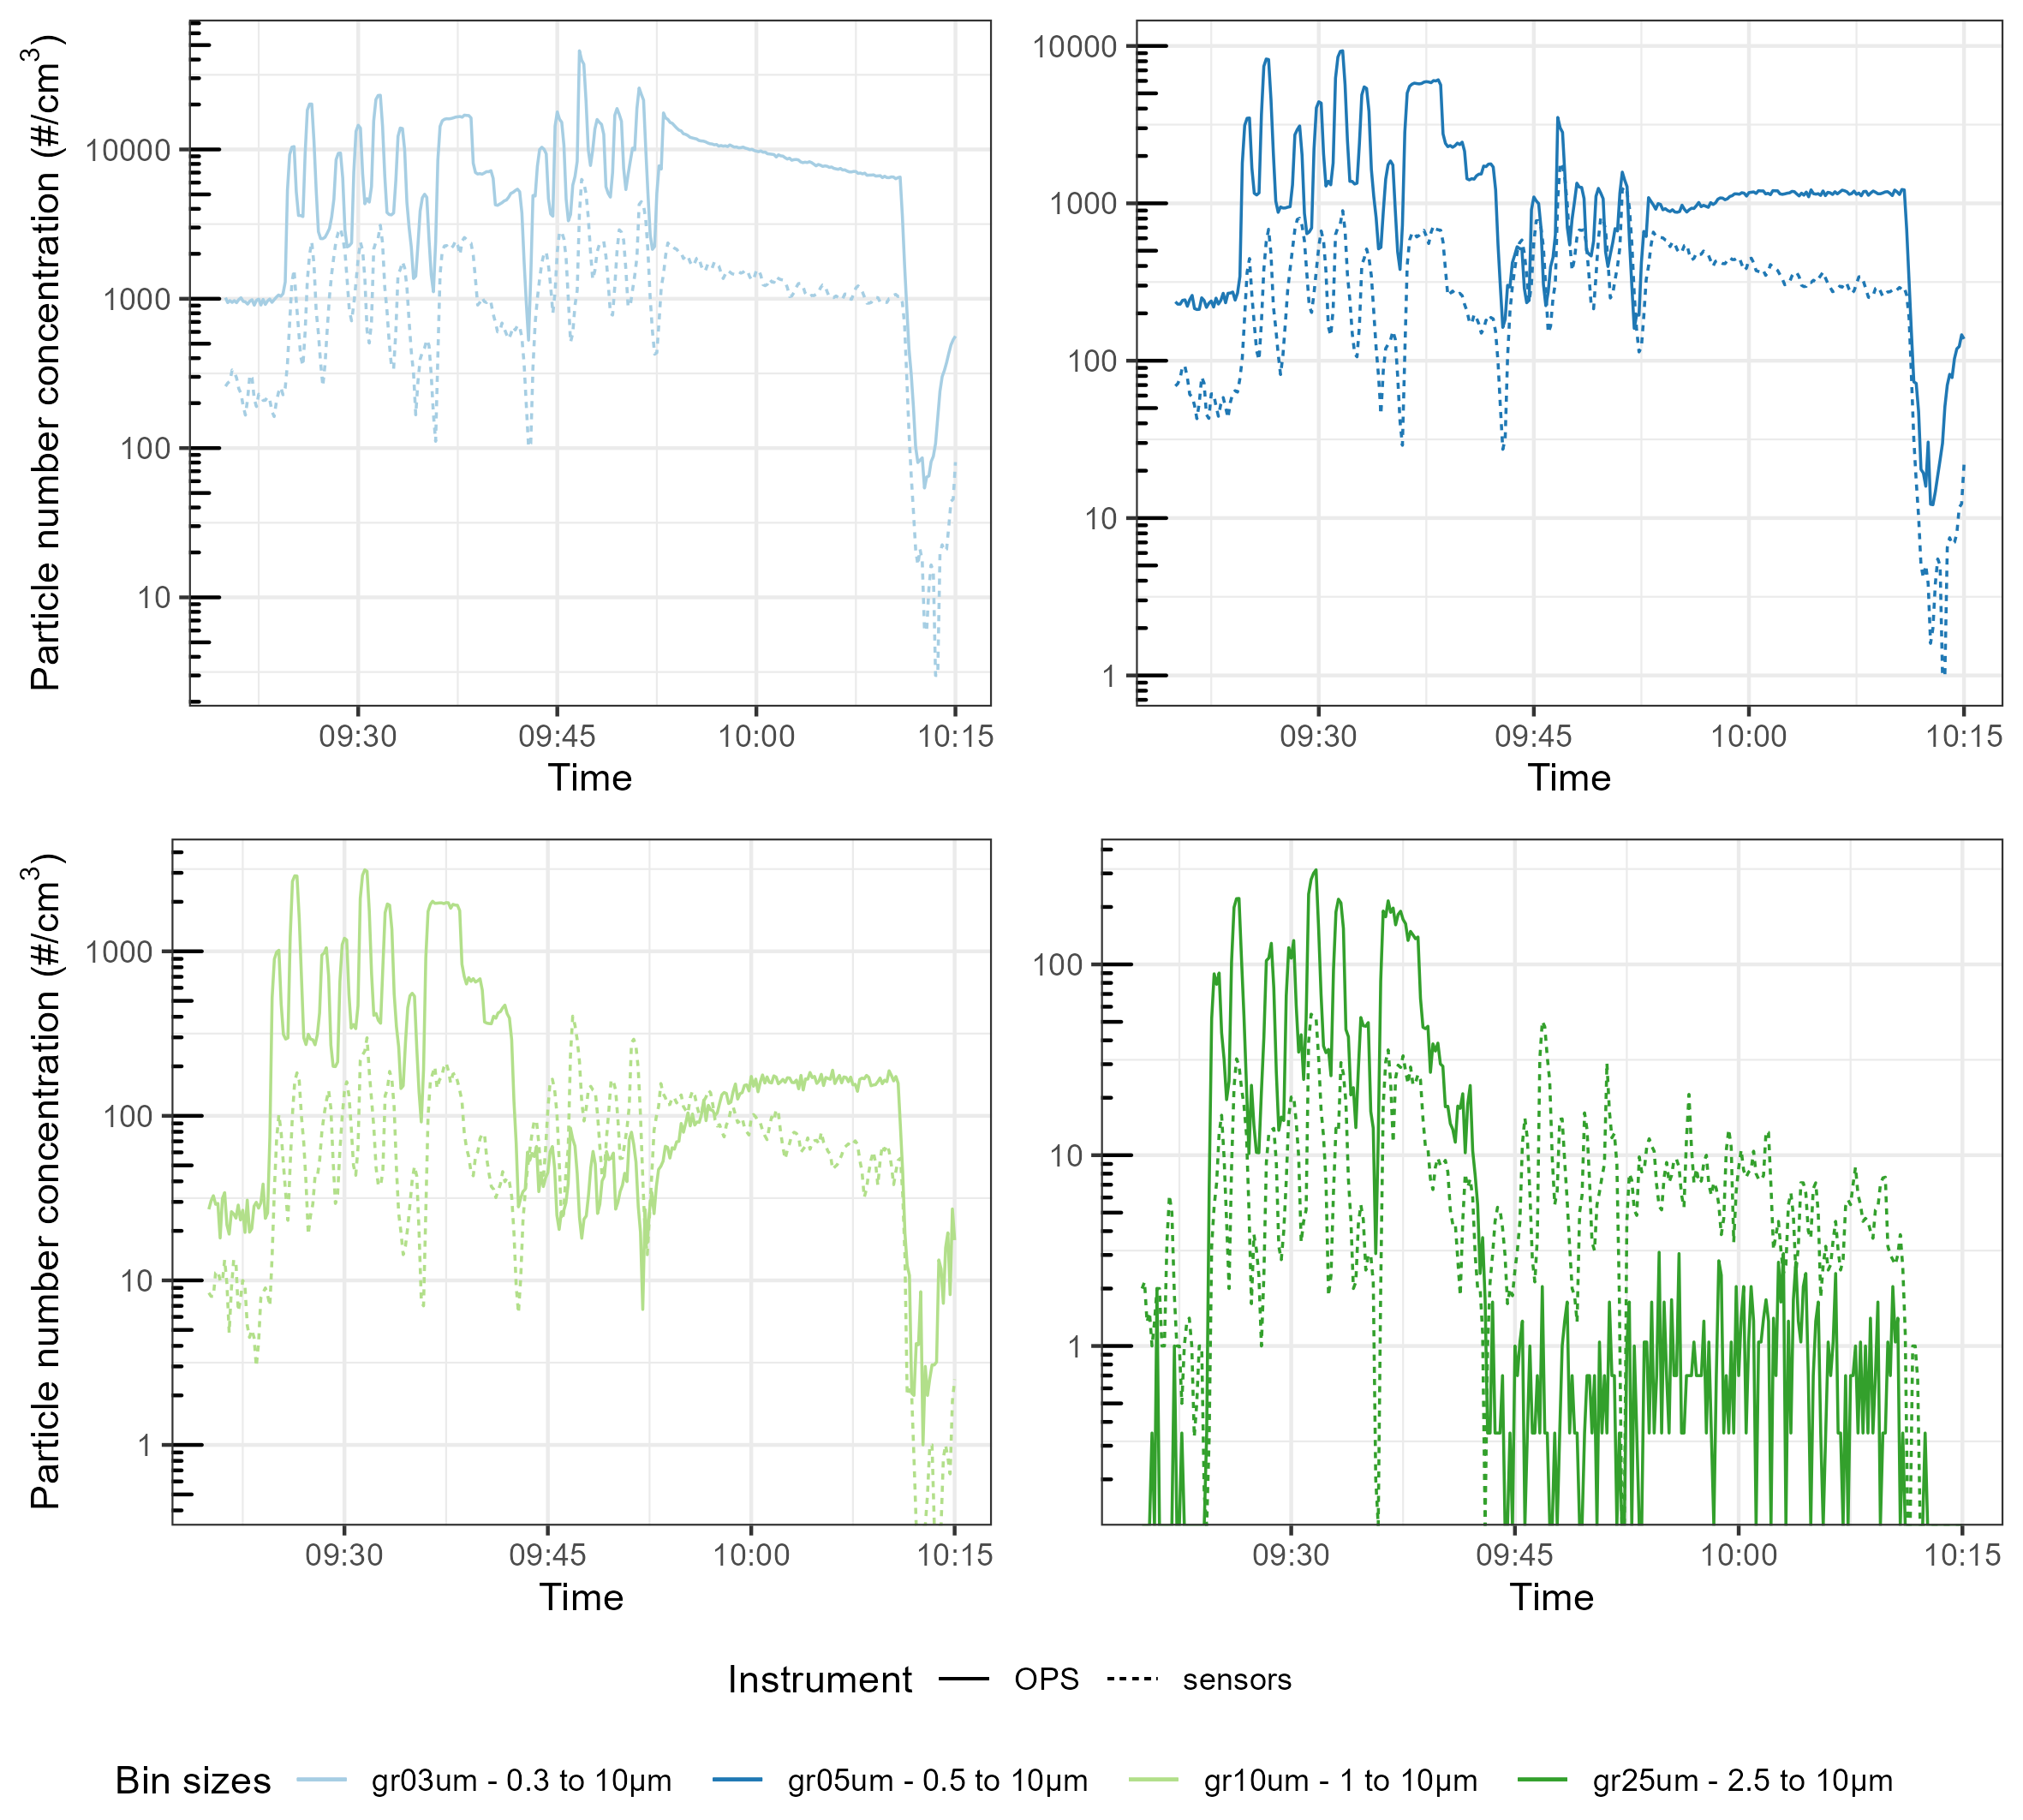 Particle number concentration (#/cm³)
10000
1000
100
10
09:30 09:45 10:00 10:15
Time
10000
1000
100
10
1
09:30 09:45 10:00 10:15
Time
Particle number concentration (#/cm³)
1000
100
10
1
09:30 09:45 10:00 10:15
Time
100
10
1
09:30 09:45 10:00 10:15
Time
Instrument OPS sensors
Bin sizes gr03um - 0.3 to 10µm gr05um - 0.5 to 10µm gr10um - 1 to 10µm gr25um - 2.5 to 10µm